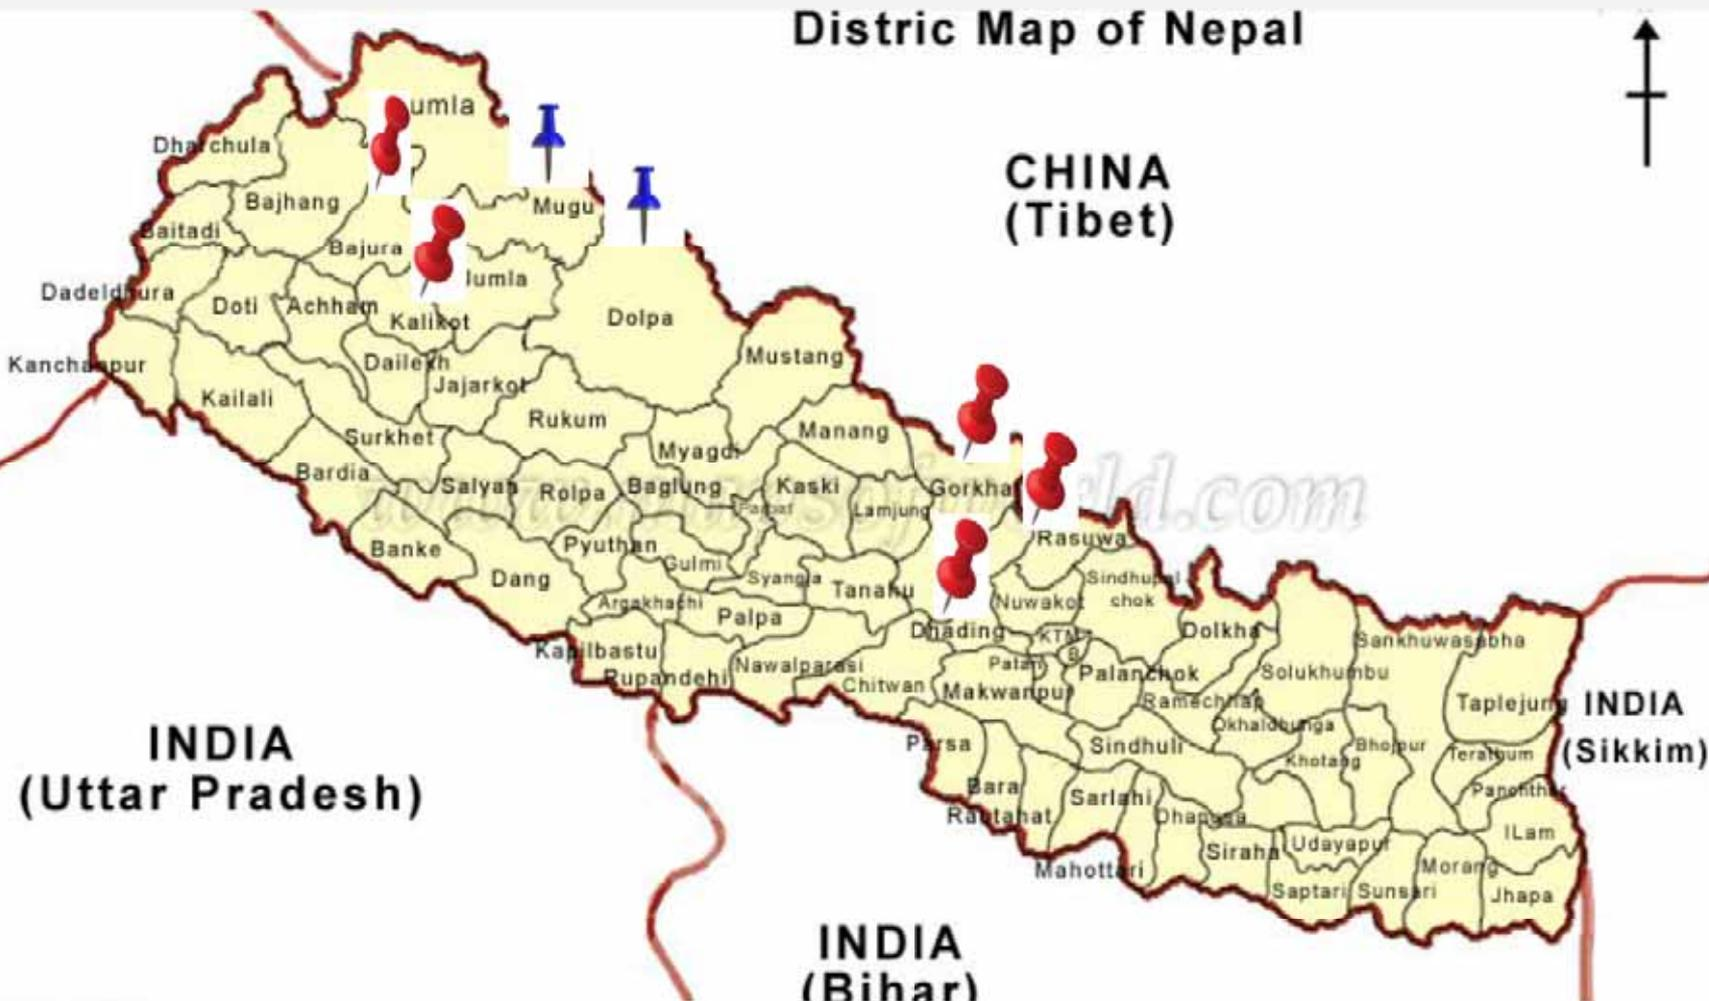 Distric Map of Nepal
umla
Dharchula
CHINA
(Tibet)
Bajhang
Mugu
Baitadi
Bajura
Jumla
Dadeldhura
Doti
Achham
Kalikot
Dolpa
Kanchanpur
Dailekh
Mustang
Jajarkot
Kailali
Rukum
Manang
Surkhet
Myagdi
Bardia
Salyan
Rolpa
Baglung
Kaski
Gorkha
Parbat
Lamjung
ld.com
Banke
Pyuthan
Rasuwa
Gulmi
Dang
Syangja
Tanahu
Sindhupal
chok
Argakhachi
Nuwakot
Palpa
Dhading
KTM
Dolkha
Sankhuwasabha
Kapilbastu
B
Nawalparasi
Patan
Palanchok
Solukhumbu
Rupandehi
Chitwan
Makwanpur
Ramechhap
Taplejung
INDIA
(Sikkim)
Okhaldhunga
INDIA
(Uttar Pradesh)
Parsa
Sindhuli
Bhojpur
Terathum
Khotang
Bara
Sarlahi
Panchthar
Rautahat
Dhanusa
ILam
Siraha
Udayapur
Mahottari
Morang
Saptari
Sunsari
Jhapa
INDIA
(Bihar)